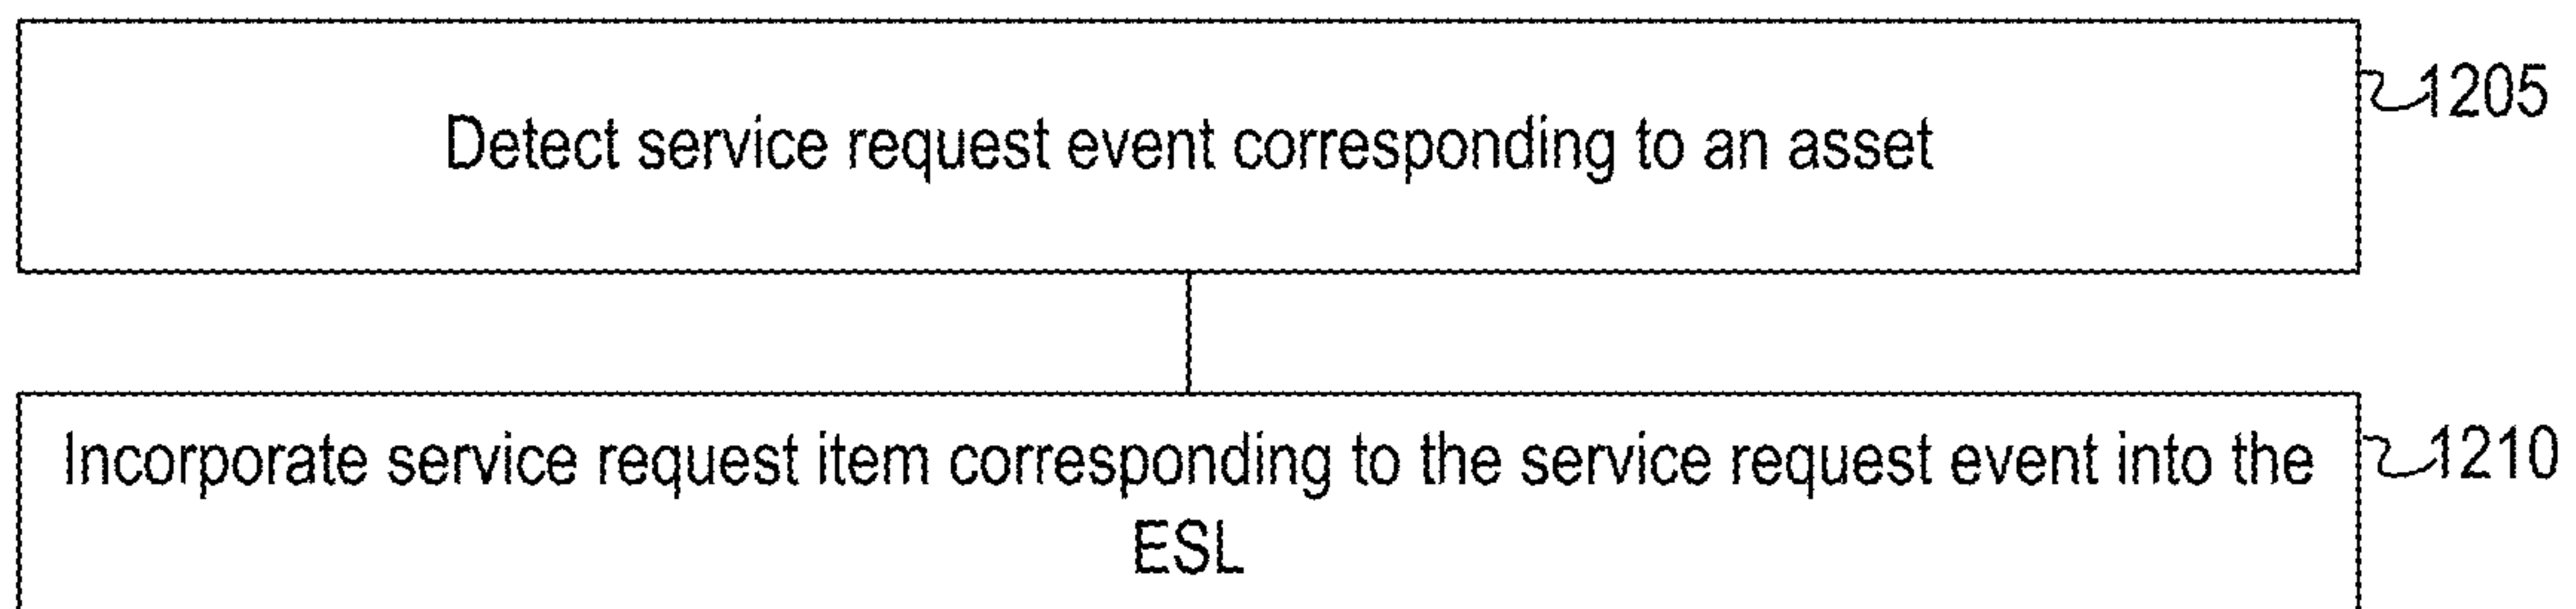 Detect service request event corresponding to an asset
1205
Incorporate service request item corresponding to the service request event into the
ESL
1210